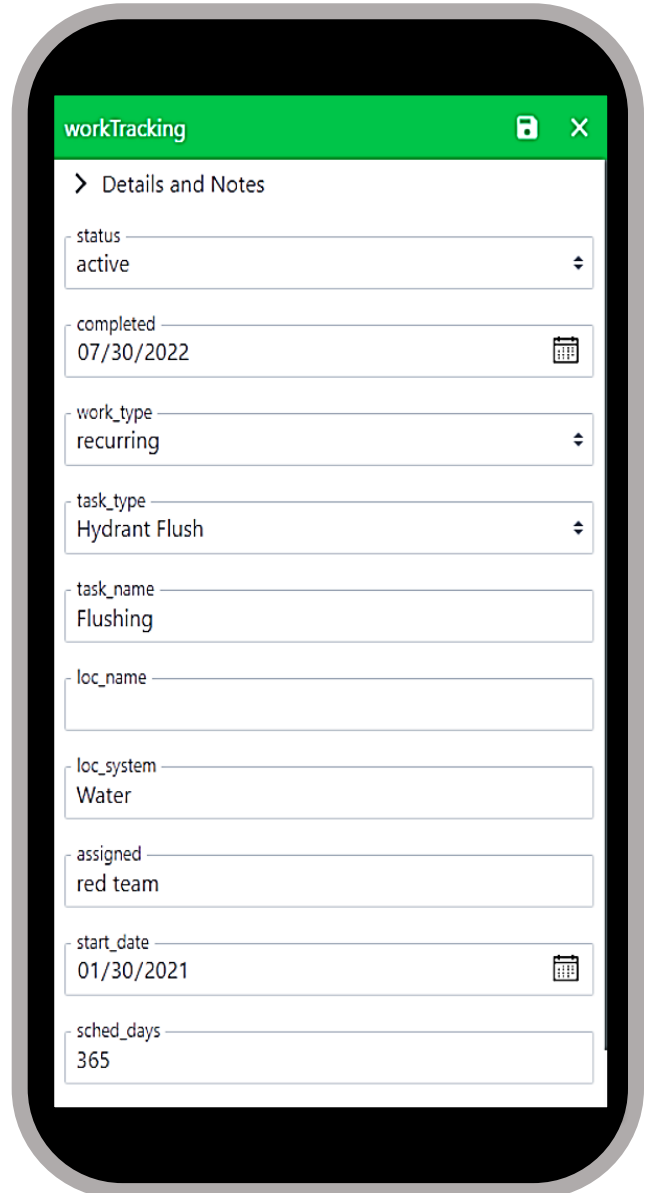 workTracking
Details and Notes
status
active
completed
07/30/2022
work_type
recurring
task_type
Hydrant Flush
task_name
Flushing
loc_name
loc_system
Water
assigned
red team
start_date
01/30/2021
sched_days
365